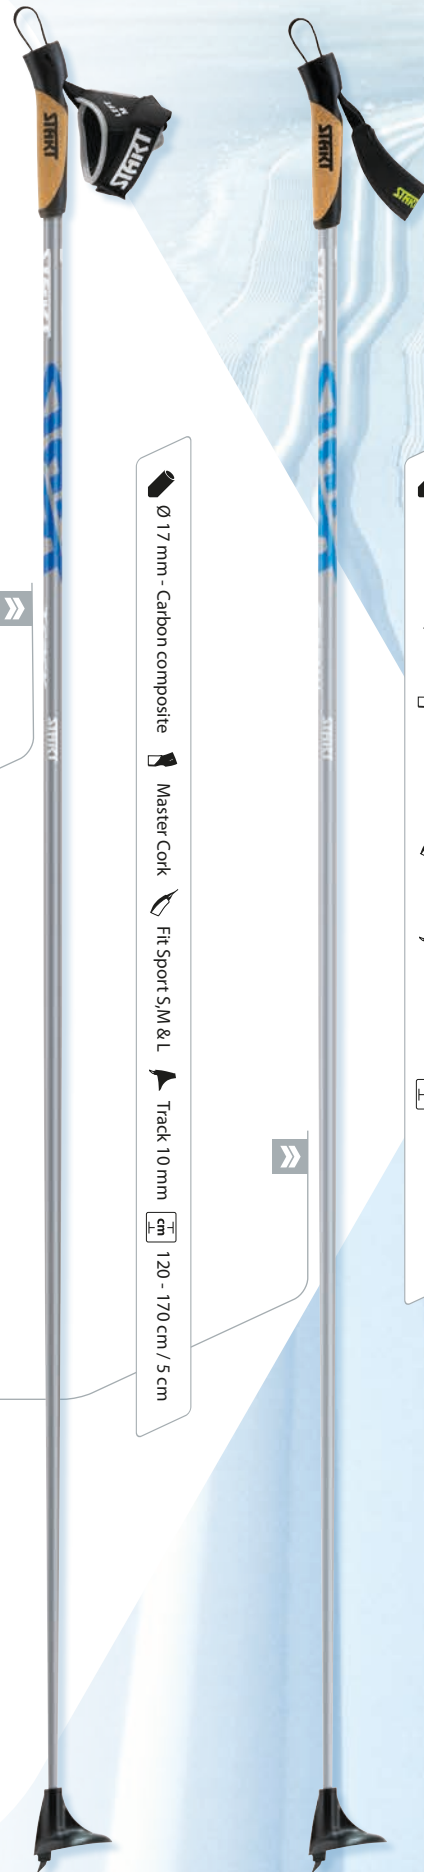 START
LEFT
M
START
START
START
START
START
Ø 17 mm - Carbon composite
Master Cork
Fit Sport S,M & L
Track 10 mm
cm
120 - 170 cm / 5 cm